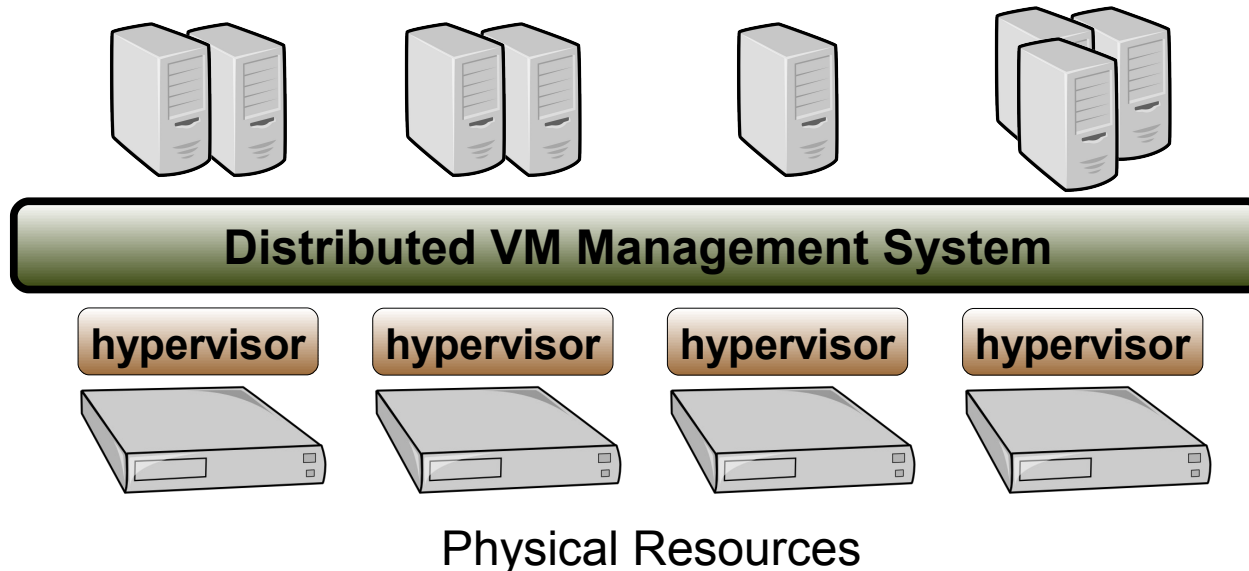 Distributed VM Management System
hypervisor hypervisor hypervisor hypervisor
Physical Resources